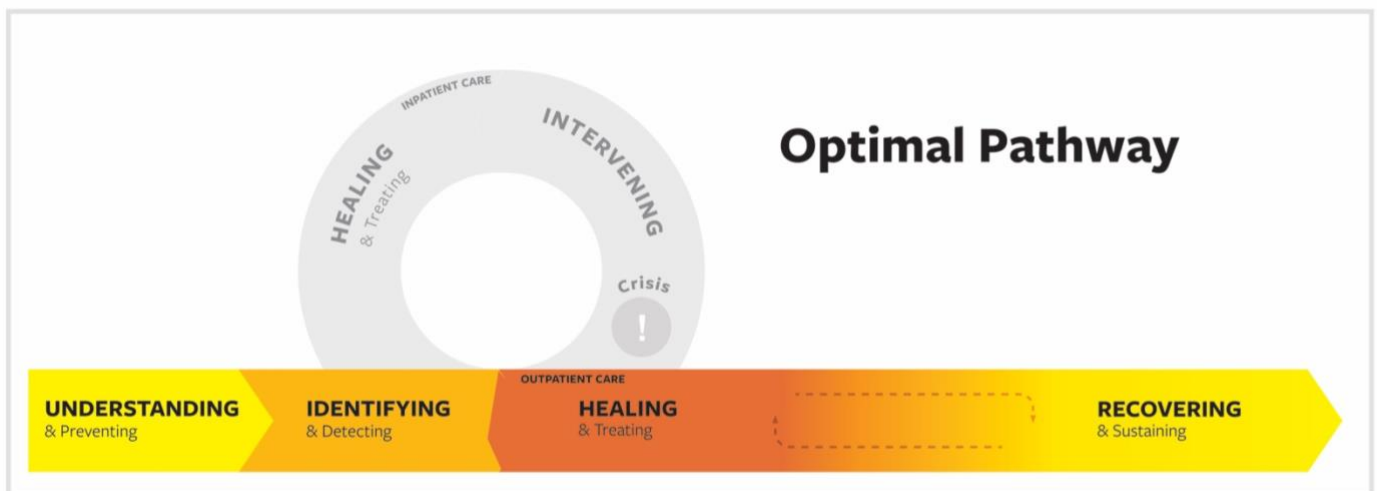 Optimal Pathway
INPATIENT CARE
HEALING
& Treating
INTERVENING
Crisis
!
OUTPATIENT CARE
UNDERSTANDING
& Preventing
IDENTIFYING
& Detecting
HEALING
& Treating
RECOVERING
& Sustaining